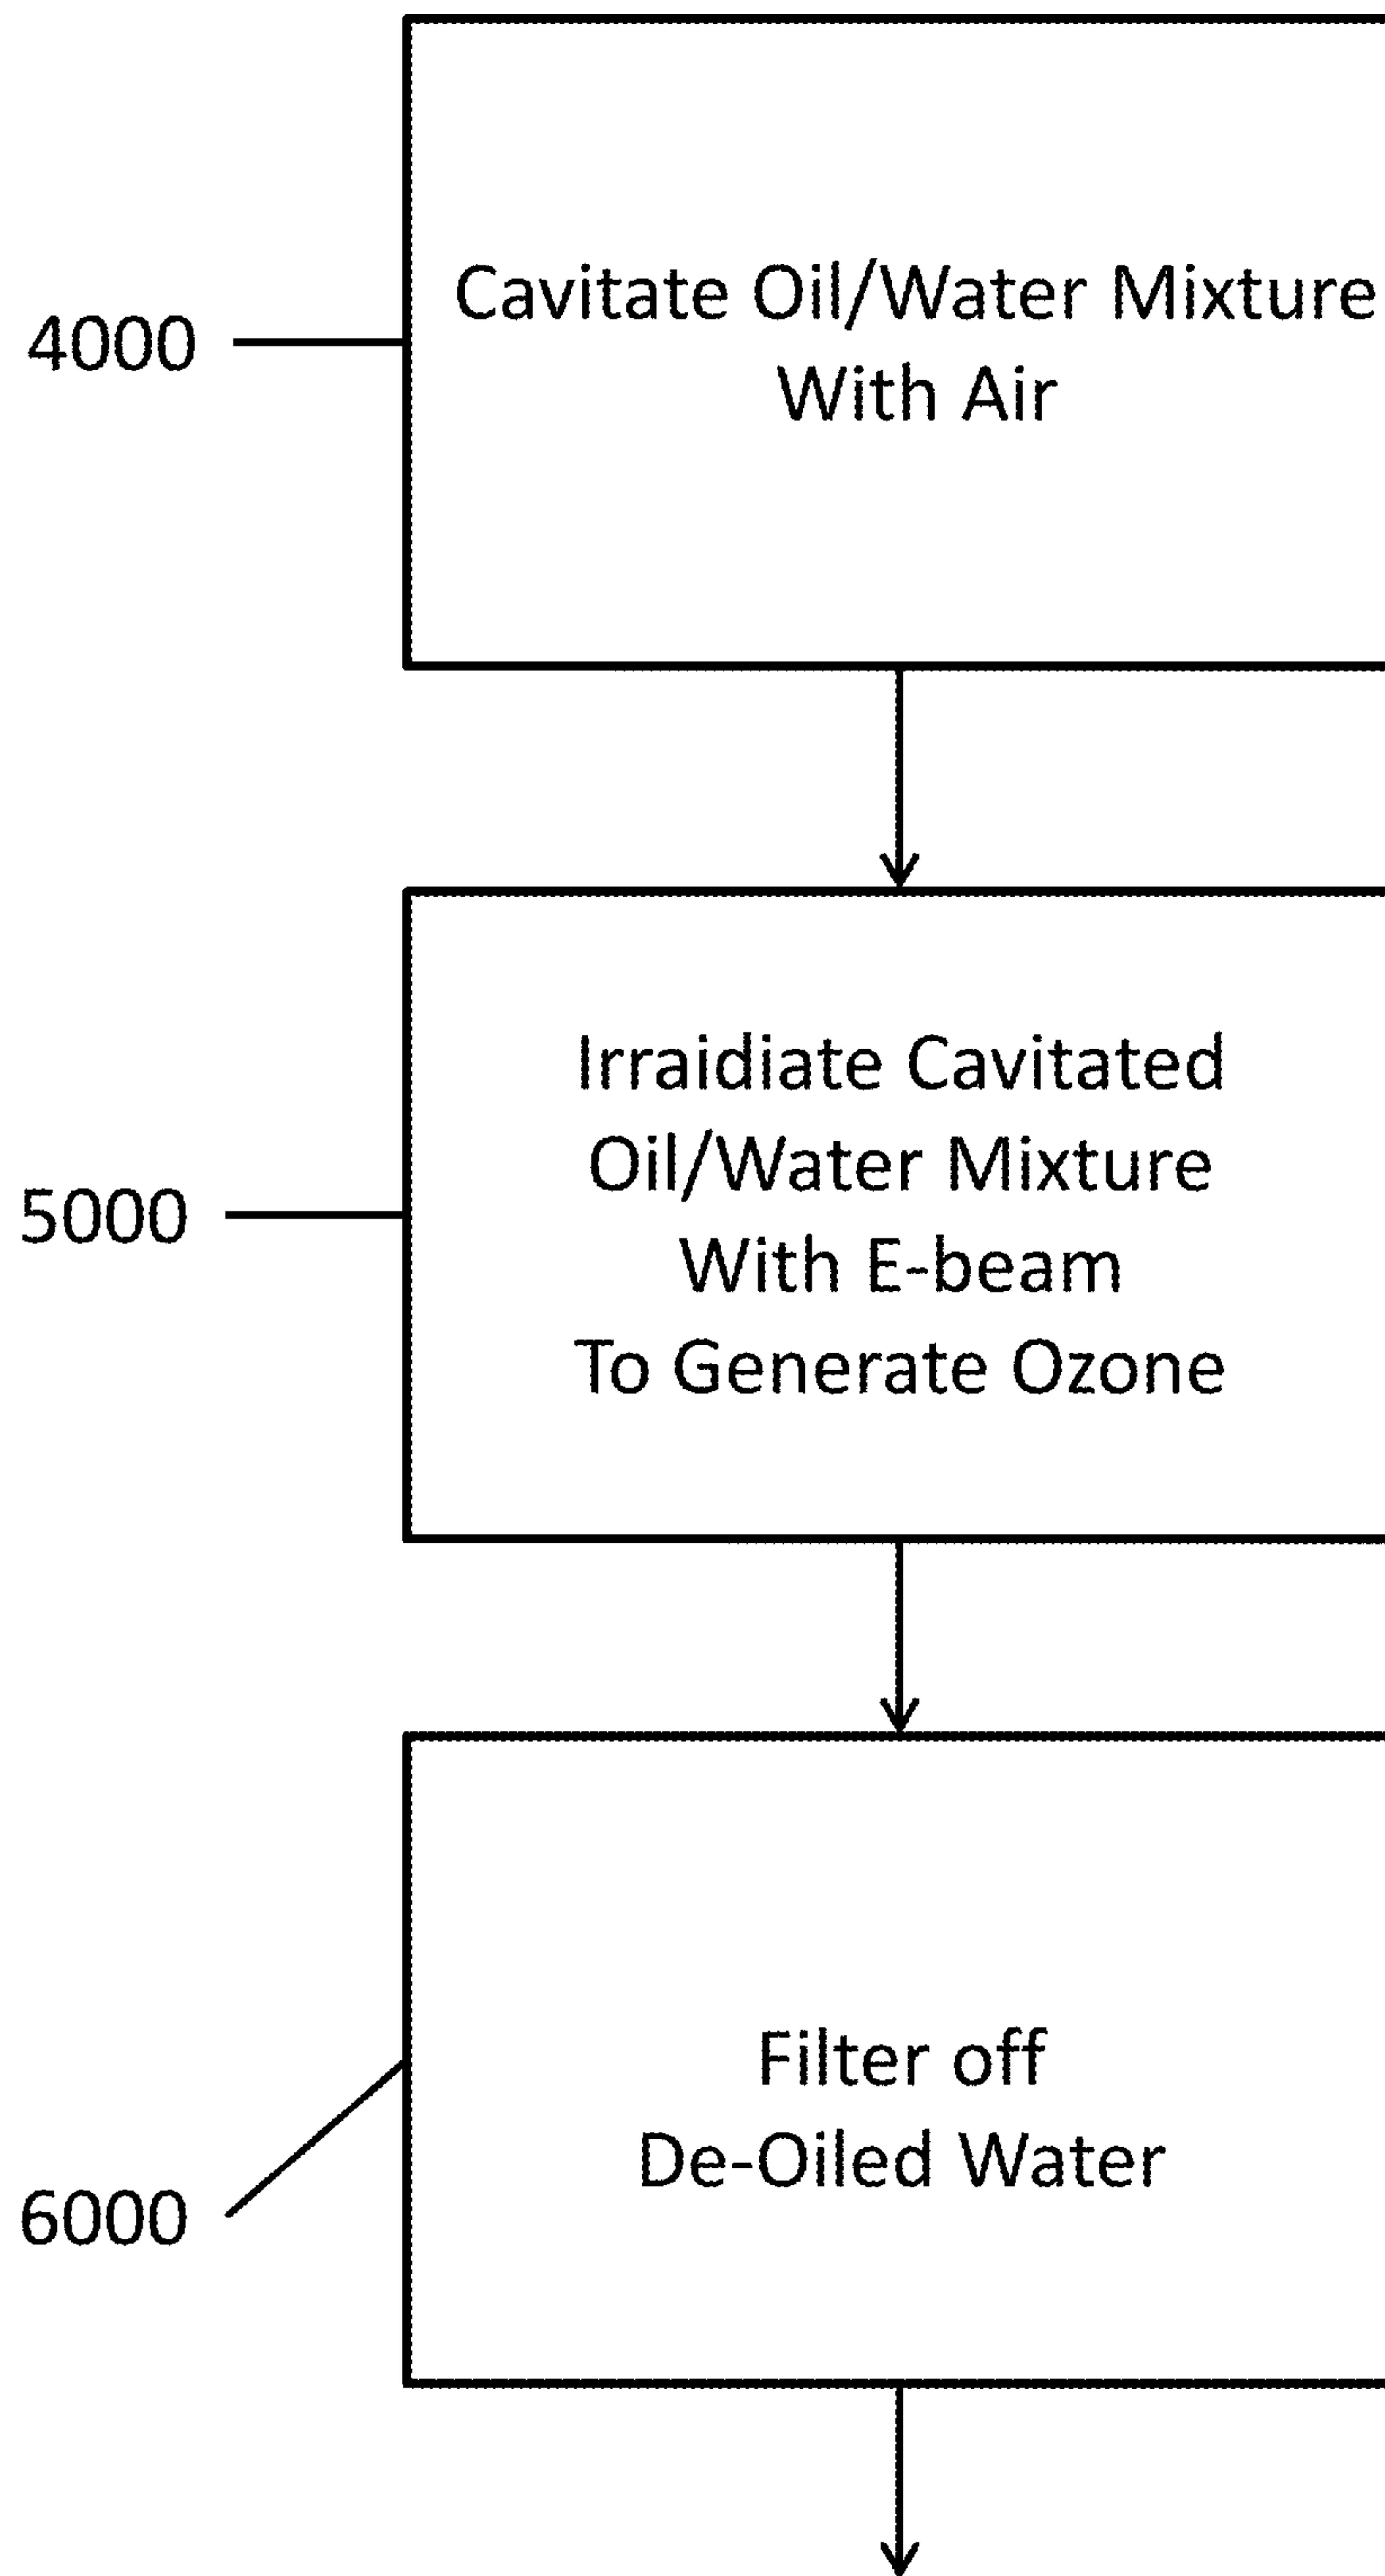 4000
Cavitate Oil/Water Mixture
With Air
5000
Irraidiate Cavitated
Oil/Water Mixture
With E-beam
To Generate Ozone
6000
Filter off
De-Oiled Water